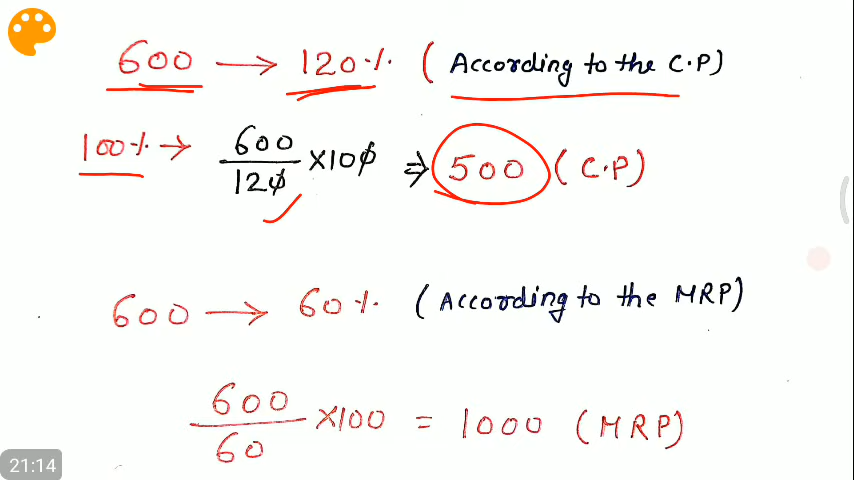 600 → 120% (According to the C.P)
100% → 600/120 ×100 ⇒ 500 (C.P)
600 → 60% (According to the MRP)
600/60 ×100 = 1000 (MRP)
21:14